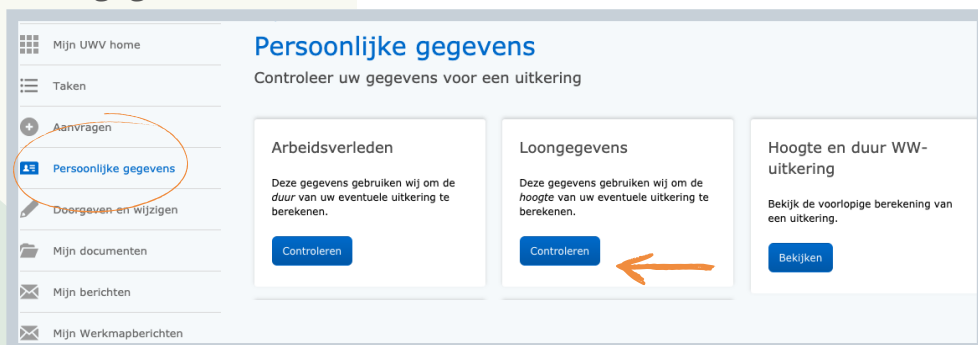 Mijn UWV home
Taken
Aanvragen
Persoonlijke gegevens
Doorgeven en wijzigen
Mijn documenten
Mijn berichten
Mijn Werkmapberichten
Persoonlijke gegevens
Controleer uw gegevens voor een uitkering
Arbeidsverleden
Deze gegevens gebruiken wij om de
duur van uw eventuele uitkering te
berekenen.
Controleren
Loongegevens
Deze gegevens gebruiken wij om de
hoogte van uw eventuele uitkering te
berekenen.
Controleren
Hoogte en duur WW-
uitkering
Bekijk de voorlopige berekening van
een uitkering.
Bekijken